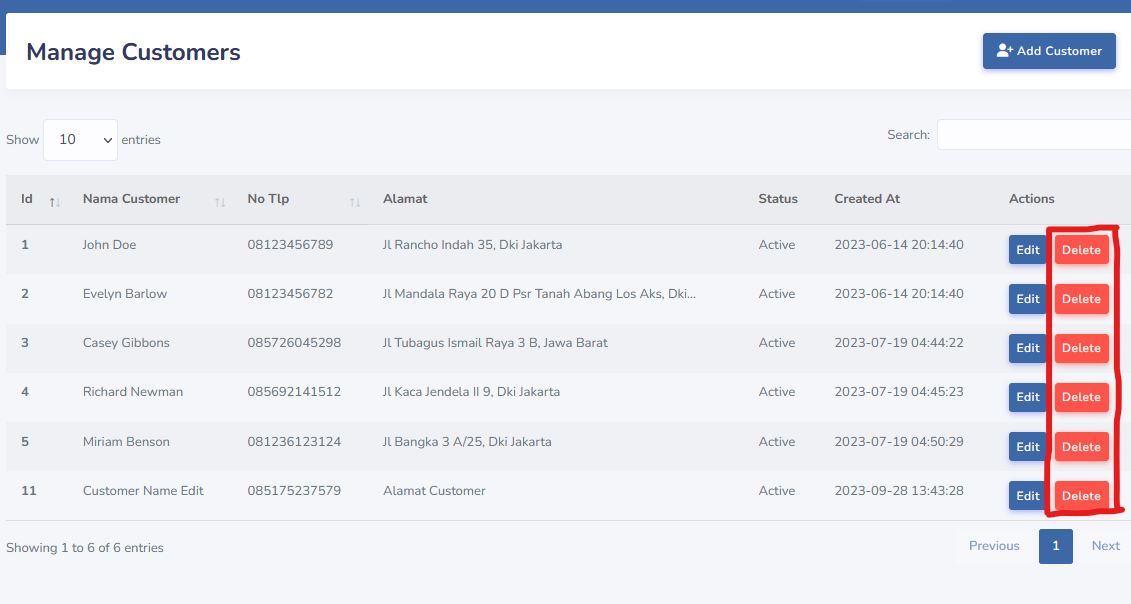 Manage Customers
Add Customer
Show 10 entries
Search:
Id Nama Customer No Tlp Alamat Status Created At Actions
1 John Doe 08123456789 Jl Rancho Indah 35, Dki Jakarta Active 2023-06-14 20:14:40 Edit Delete
2 Evelyn Barlow 08123456782 Jl Mandala Raya 20 D Psr Tanah Abang Los Aks, Dki... Active 2023-06-14 20:14:40 Edit Delete
3 Casey Gibbons 085726045298 Jl Tubagus Ismail Raya 3 B, Jawa Barat Active 2023-07-19 04:44:22 Edit Delete
4 Richard Newman 085692141512 Jl Kaca Jendela II 9, Dki Jakarta Active 2023-07-19 04:45:23 Edit Delete
5 Miriam Benson 081236123124 Jl Bangka 3 A/25, Dki Jakarta Active 2023-07-19 04:50:29 Edit Delete
11 Customer Name Edit 085175237579 Alamat Customer Active 2023-09-28 13:43:28 Edit Delete
Showing 1 to 6 of 6 entries
Previous 1 Next